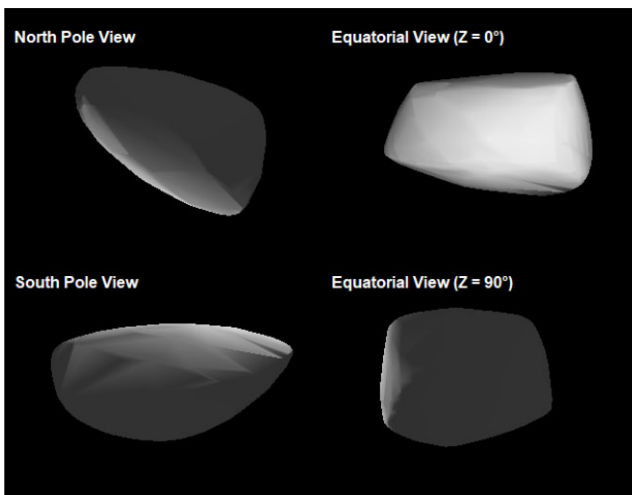 North Pole View
Equatorial View (Z = 0°)
South Pole View
Equatorial View (Z = 90°)